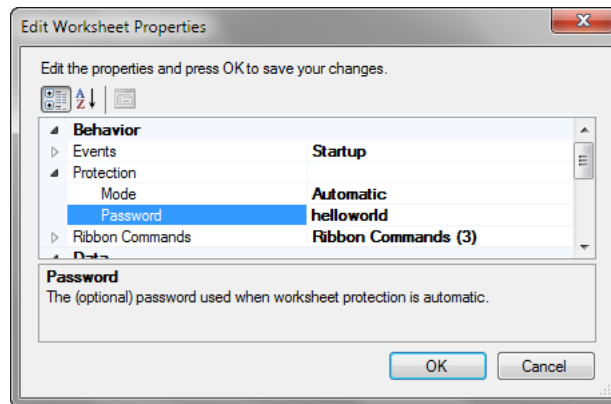 Edit Worksheet Properties
Edit the properties and press OK to save your changes.
Behavior
Events Startup
Protection
Mode Automatic
Password helloworld
Ribbon Commands Ribbon Commands (3)
Data
Password
The (optional) password used when worksheet protection is automatic.
OK Cancel